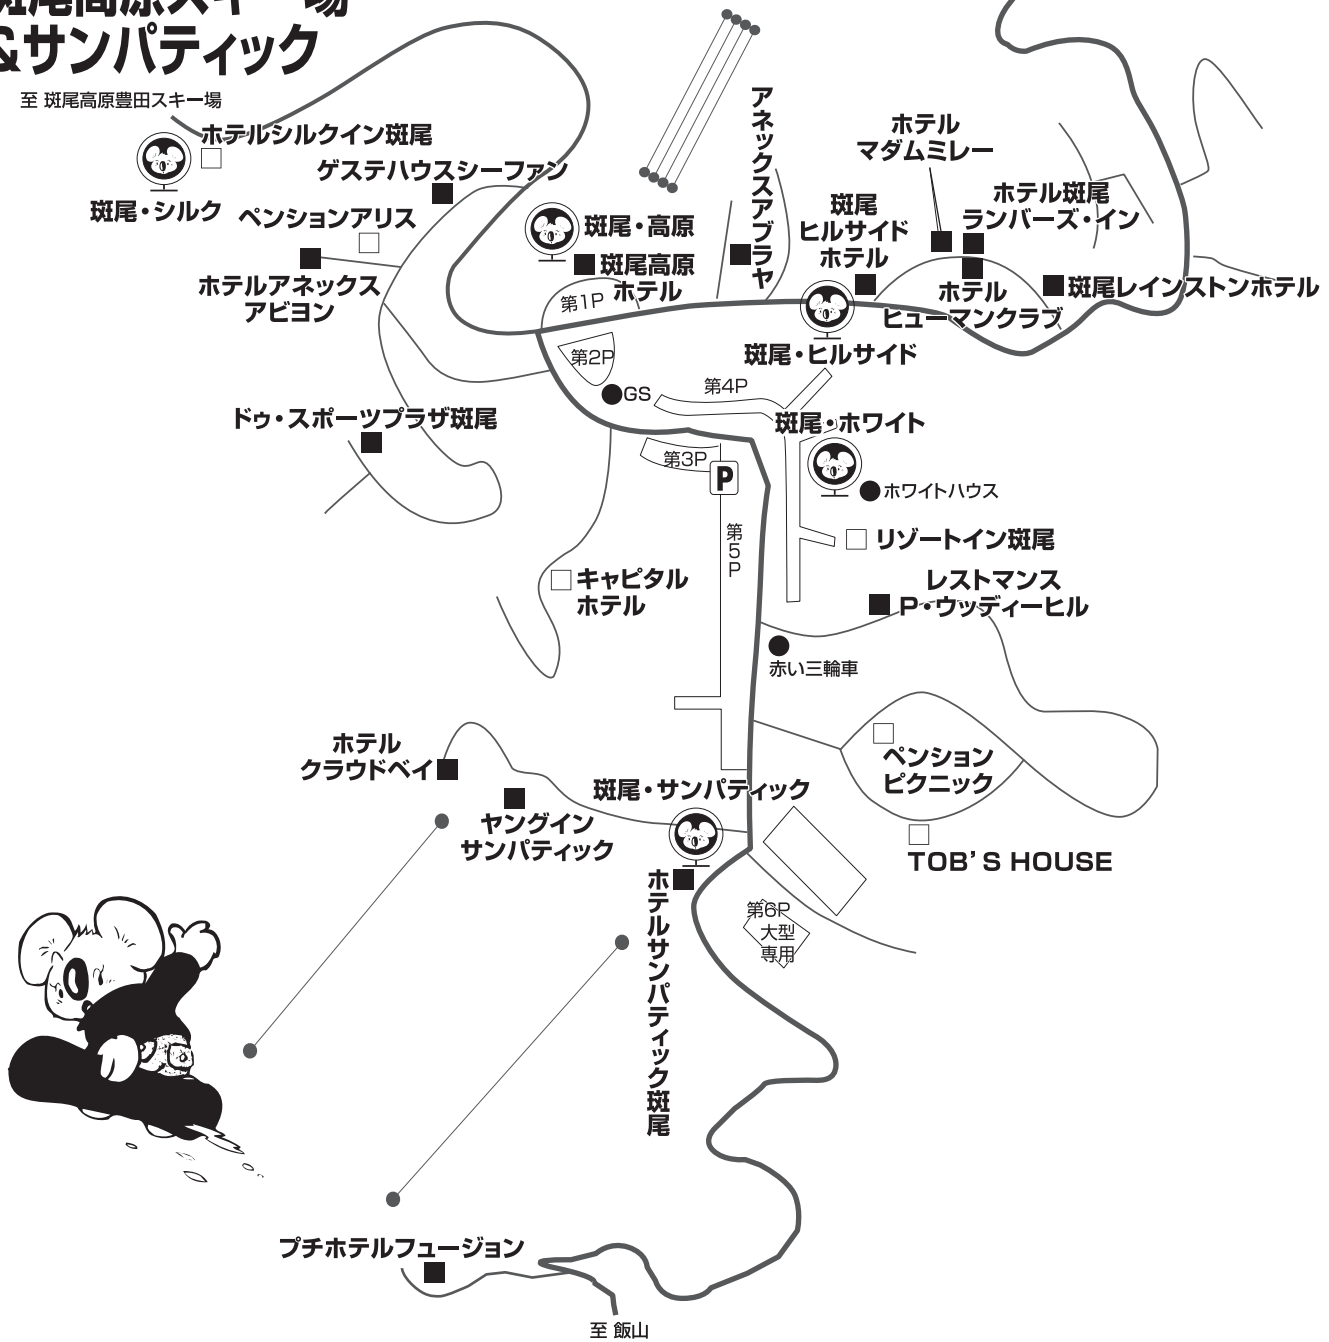 斑尾高原スキー場
&サンパティック
至 斑尾高原豊田スキー場
ホテルシルクイン斑尾
斑尾・シルク
ゲステハウスシーファン
ペンションアリス
ホテルアネックス
アビヨン
斑尾・高原
斑尾高原
ホテル
第1P
第2P
GS
第4P
第3P
P
第5P
アネックスアブラヤ
斑尾
ヒルサイド
ホテル
ホテル
マダムミレー
ホテル斑尾
ランバーズ・イン
ホテル
ヒューマンクラブ
斑尾レインストンホテル
斑尾・ヒルサイド
斑尾・ホワイト
ホワイトハウス
リゾートイン斑尾
レストマンス
P・ウッディーヒル
赤い三輪車
ドゥ・スポーツプラザ斑尾
キャピタル
ホテル
ペンション
ピクニック
TOB’S HOUSE
ホテル
クラウドベイ
ヤングイン
サンパティック
斑尾・サンパティック
ホテルサンパティック斑尾
第6P
大型
専用
プチホテルフュージョン
至 飯山